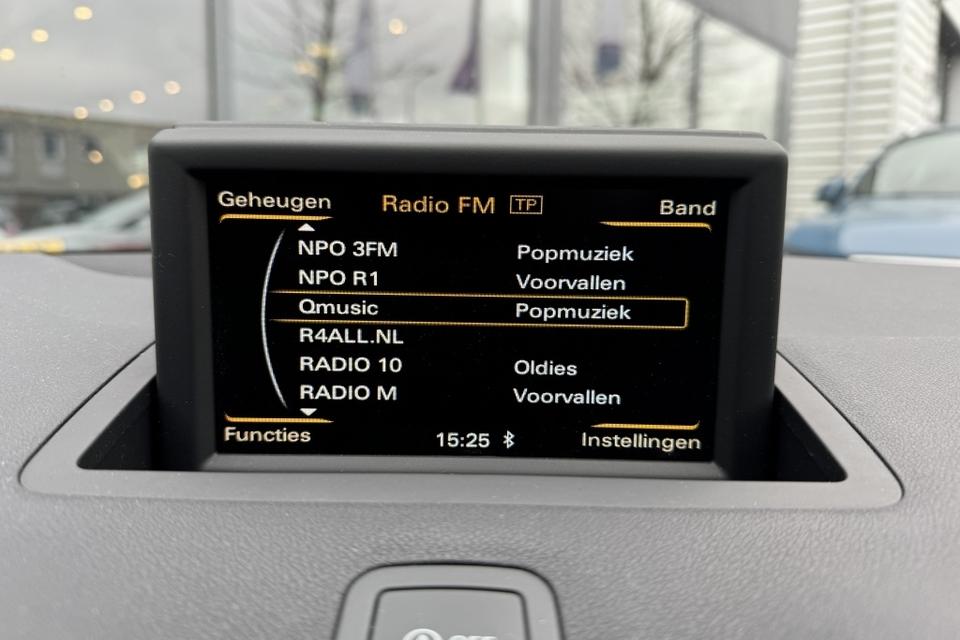 Geheugen Radio FM TP Band
NPO 3FM Popmuziek
NPO R1 Voorvallen
Qmusic Popmuziek
R4ALL.NL
RADIO 10 Oldies
RADIO M Voorvallen
Functies 15:25 Instellingen
OFF